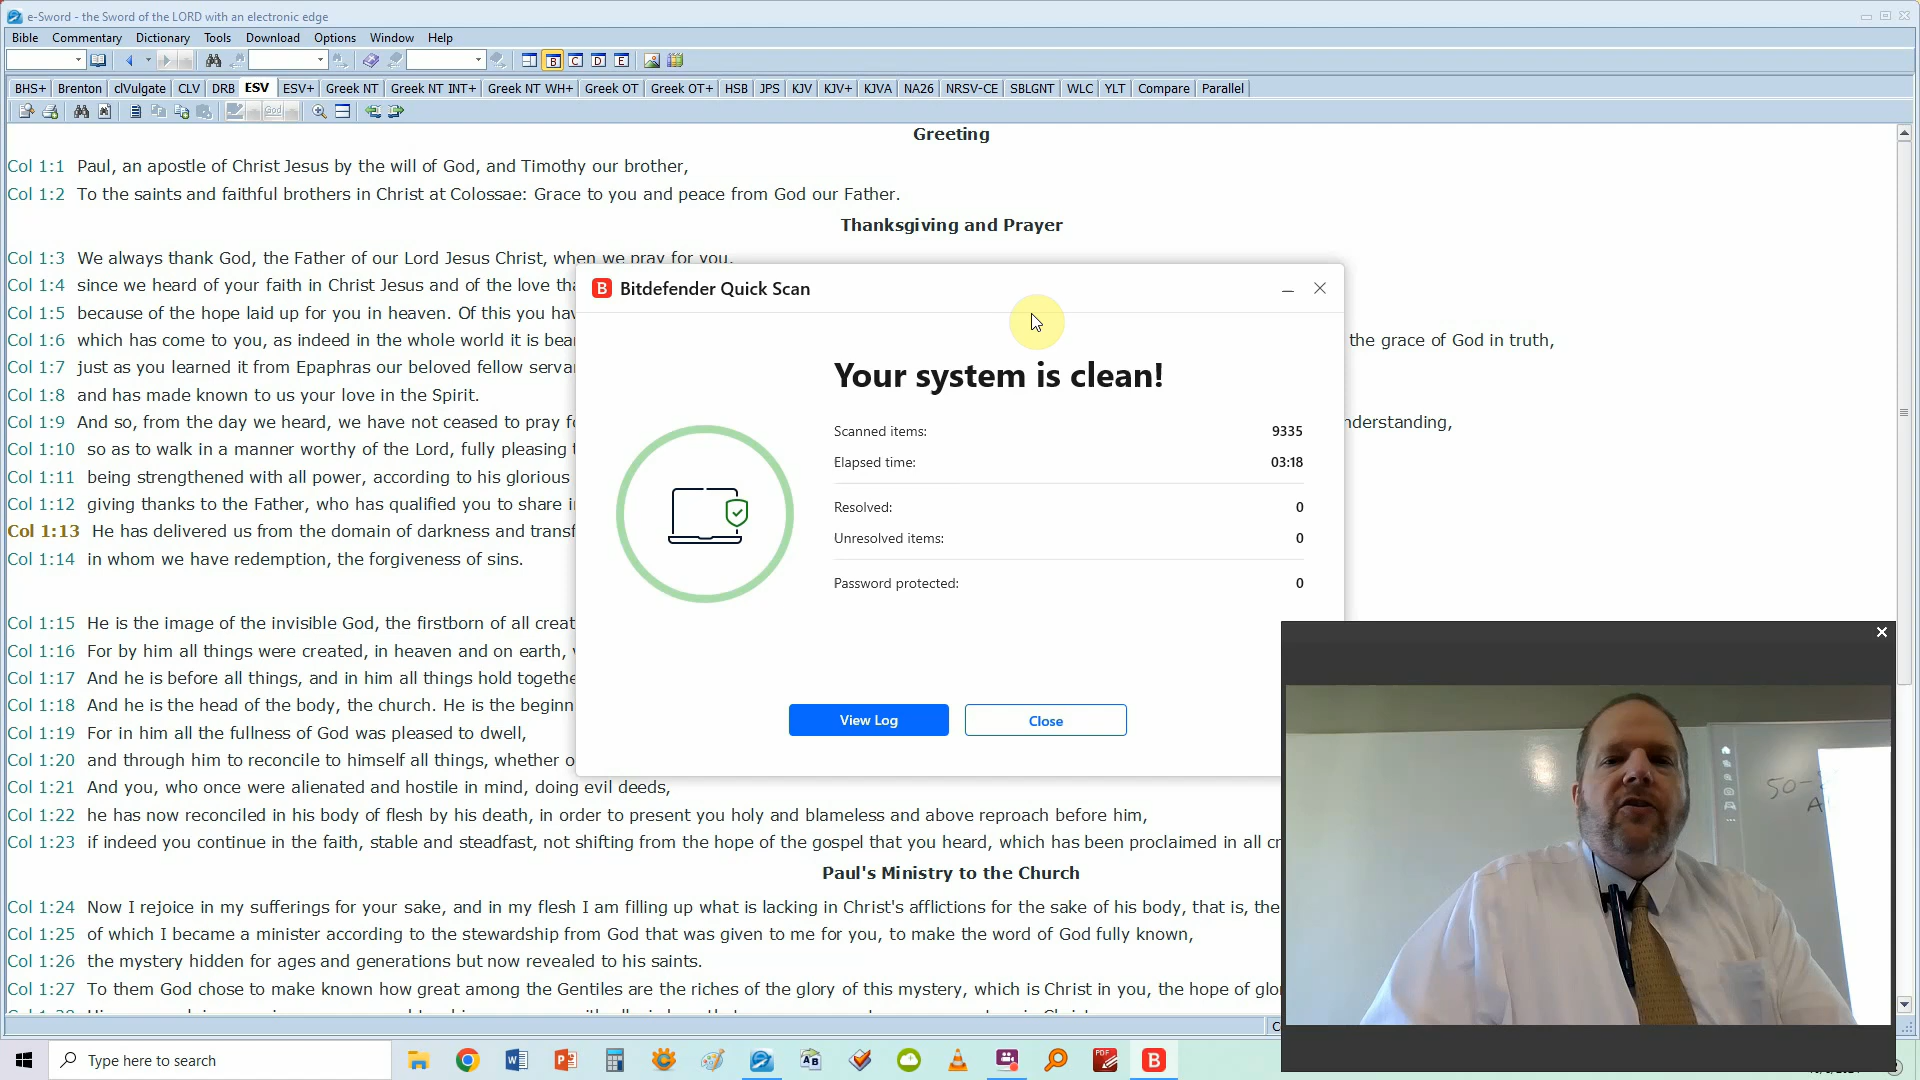 e-Sword - the Sword of the LORD with an electronic edge
Bible Commentary Dictionary Tools Download Options Window Help
B C D E
BHS+ Brenton clVulgate CLV DRB ESV ESV+ Greek NT Greek NT INT+ Greek NT WH+ Greek OT Greek OT+ HSB JPS KJV KJV+ KJVA NA26 NRSV-CE SBLGNT WLC YLT Compare Parallel
God
Greeting
Col 1:1 Paul, an apostle of Christ Jesus by the will of God, and Timothy our brother,
Col 1:2 To the saints and faithful brothers in Christ at Colossae: Grace to you and peace from God our Father.
Thanksgiving and Prayer
Col 1:3 We always thank God, the Father of our Lord Jesus Christ, when we pray for you,
Col 1:4 since we heard of your faith in Christ Jesus and of the love
Col 1:5 because of the hope laid up for you in heaven. Of this you
Col 1:6 which has come to you, as indeed in the whole world it is
the grace of God in truth,
Col 1:7 just as you learned it from Epaphras our beloved fellow
Col 1:8 and has made known to us your love in the Spirit.
Col 1:9 And so, from the day we heard, we have not ceased to pray
Col 1:10 so as to walk in a manner worthy of the Lord, fully pleasing
Col 1:11 being strengthened with all power, according to his glorious
Col 1:12 giving thanks to the Father, who has qualified you to share
Col 1:13 He has delivered us from the domain of darkness and
Col 1:14 in whom we have redemption, the forgiveness of sins.
Col 1:15 He is the image of the invisible God, the firstborn of all
Col 1:16 For by him all things were created, in heaven and on earth,
Col 1:17 And he is before all things, and in him all things hold
Col 1:18 And he is the head of the body, the church. He is the
Col 1:19 For in him all the fullness of God was pleased to dwell,
Col 1:20 and through him to reconcile to himself all things, whether
Col 1:21 And you, who once were alienated and hostile in mind, doing evil deeds,
Col 1:22 he has now reconciled in his body of flesh by his death, in order to present you holy and blameless and above reproach before him,
Col 1:23 if indeed you continue in the faith, stable and steadfast, not shifting from the hope of the gospel that you heard, which has been proclaimed in all
Paul's Ministry to the Church
Col 1:24 Now I rejoice in my sufferings for your sake, and in my flesh I am filling up what is lacking in Christ's afflictions for the sake of his body, that is, the
Col 1:25 of which I became a minister according to the stewardship from God that was given to me for you, to make the word of God fully known,
Col 1:26 the mystery hidden for ages and generations but now revealed to his saints.
Col 1:27 To them God chose to make known how great among the Gentiles are the riches of the glory of this mystery, which is Christ in you, the hope of
B Bitdefender Quick Scan
Your system is clean!
Scanned items: 9335
Elapsed time: 03:18
Resolved: 0
Unresolved items: 0
Password protected: 0
View Log Close
50-
A
Type here to search